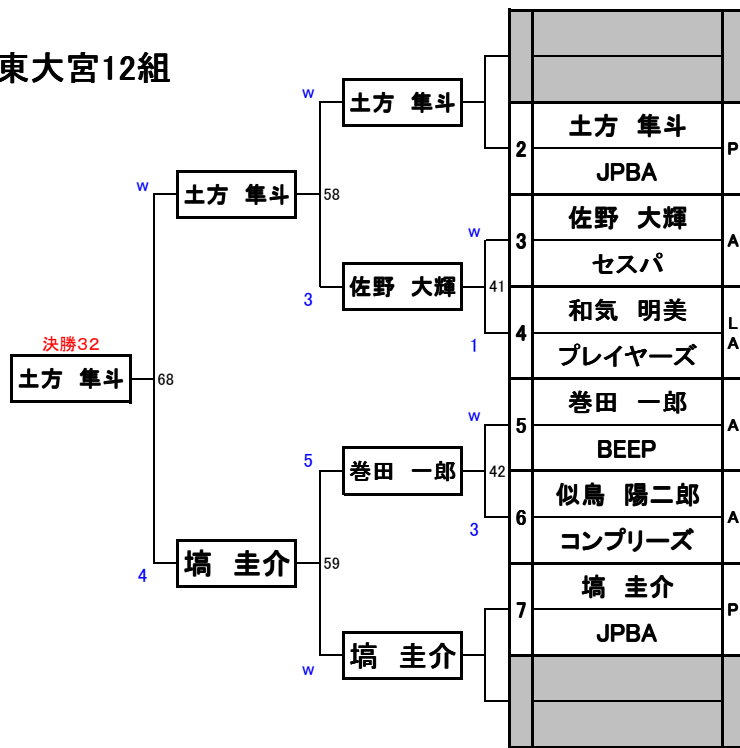 東大宮12組
決勝32
土方 隼斗
68
w
土方 隼斗
58
4
塙 圭介
59
w
土方 隼斗
3
佐野 大輝
w
41
1
5
巻田 一郎
w
42
3
w
塙 圭介
2
土方 隼斗
P
JPBA
3
佐野 大輝
A
セスパ
4
和気 明美
L
A
プレイヤーズ
5
巻田 一郎
A
BEEP
6
似鳥 陽二郎
A
コンプリーズ
7
塙 圭介
P
JPBA